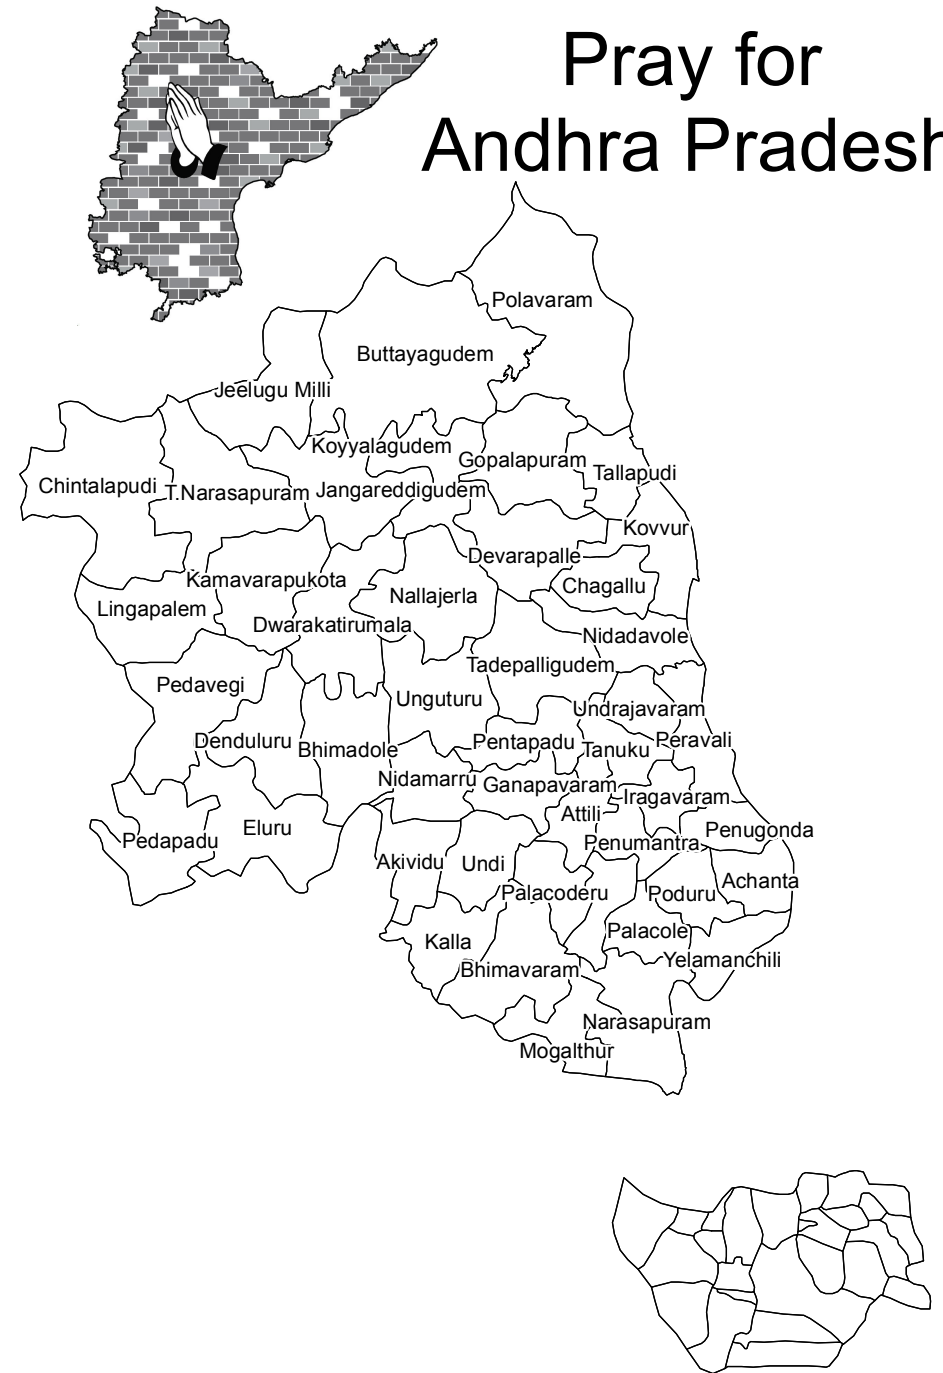 Pray for
Andhra Pradesh
Polavaram
Buttayagudem
Jeelugu Milli
Koyyalagudem
Gopalapuram
Tallapudi
Chintalapudi
T.Narasapuram
Jangareddigudem
Kovvur
Devarapalle
Kamavarapukota
Chagallu
Nallajerla
Lingapalem
Dwarakatirumala
Nidadavole
Tadepalligudem
Pedavegi
Unguturu
Undrajavaram
Denduluru
Bhimadole
Pentapadu
Tanuku
Peravali
Nidamarru
Ganapavaram
Iragavaram
Attili
Eluru
Penugonda
Pedapadu
Penumantra
Akividu
Undi
Achanta
Palacoderu
Poduru
Palacole
Kalla
Yelamanchili
Bhimavaram
Narasapuram
Mogalthur